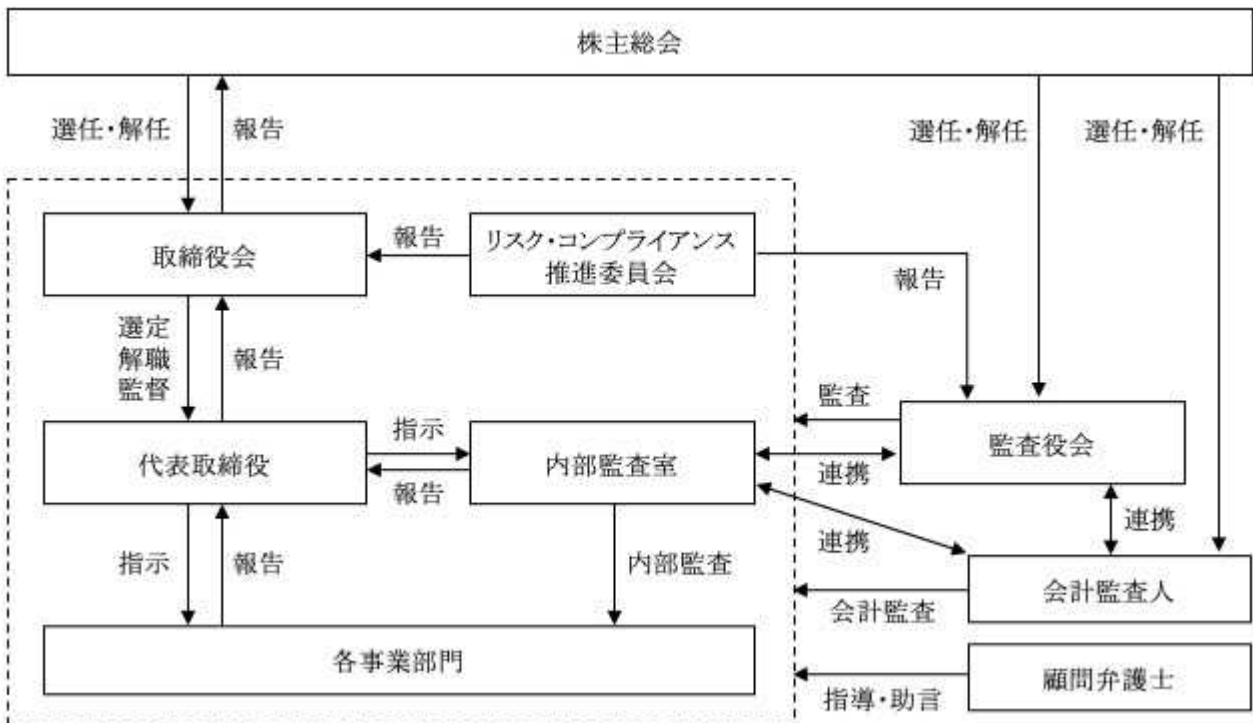 株主総会
選任・解任
報告
選任・解任
選任・解任
取締役会
報告
リスク・コンプライアンス
推進委員会
報告
選定
解職
監督
報告
監査
代表取締役
指示
報告
内部監査室
連携
監査役会
連携
連携
指示
報告
内部監査
会計監査
会計監査人
各事業部門
指導・助言
顧問弁護士